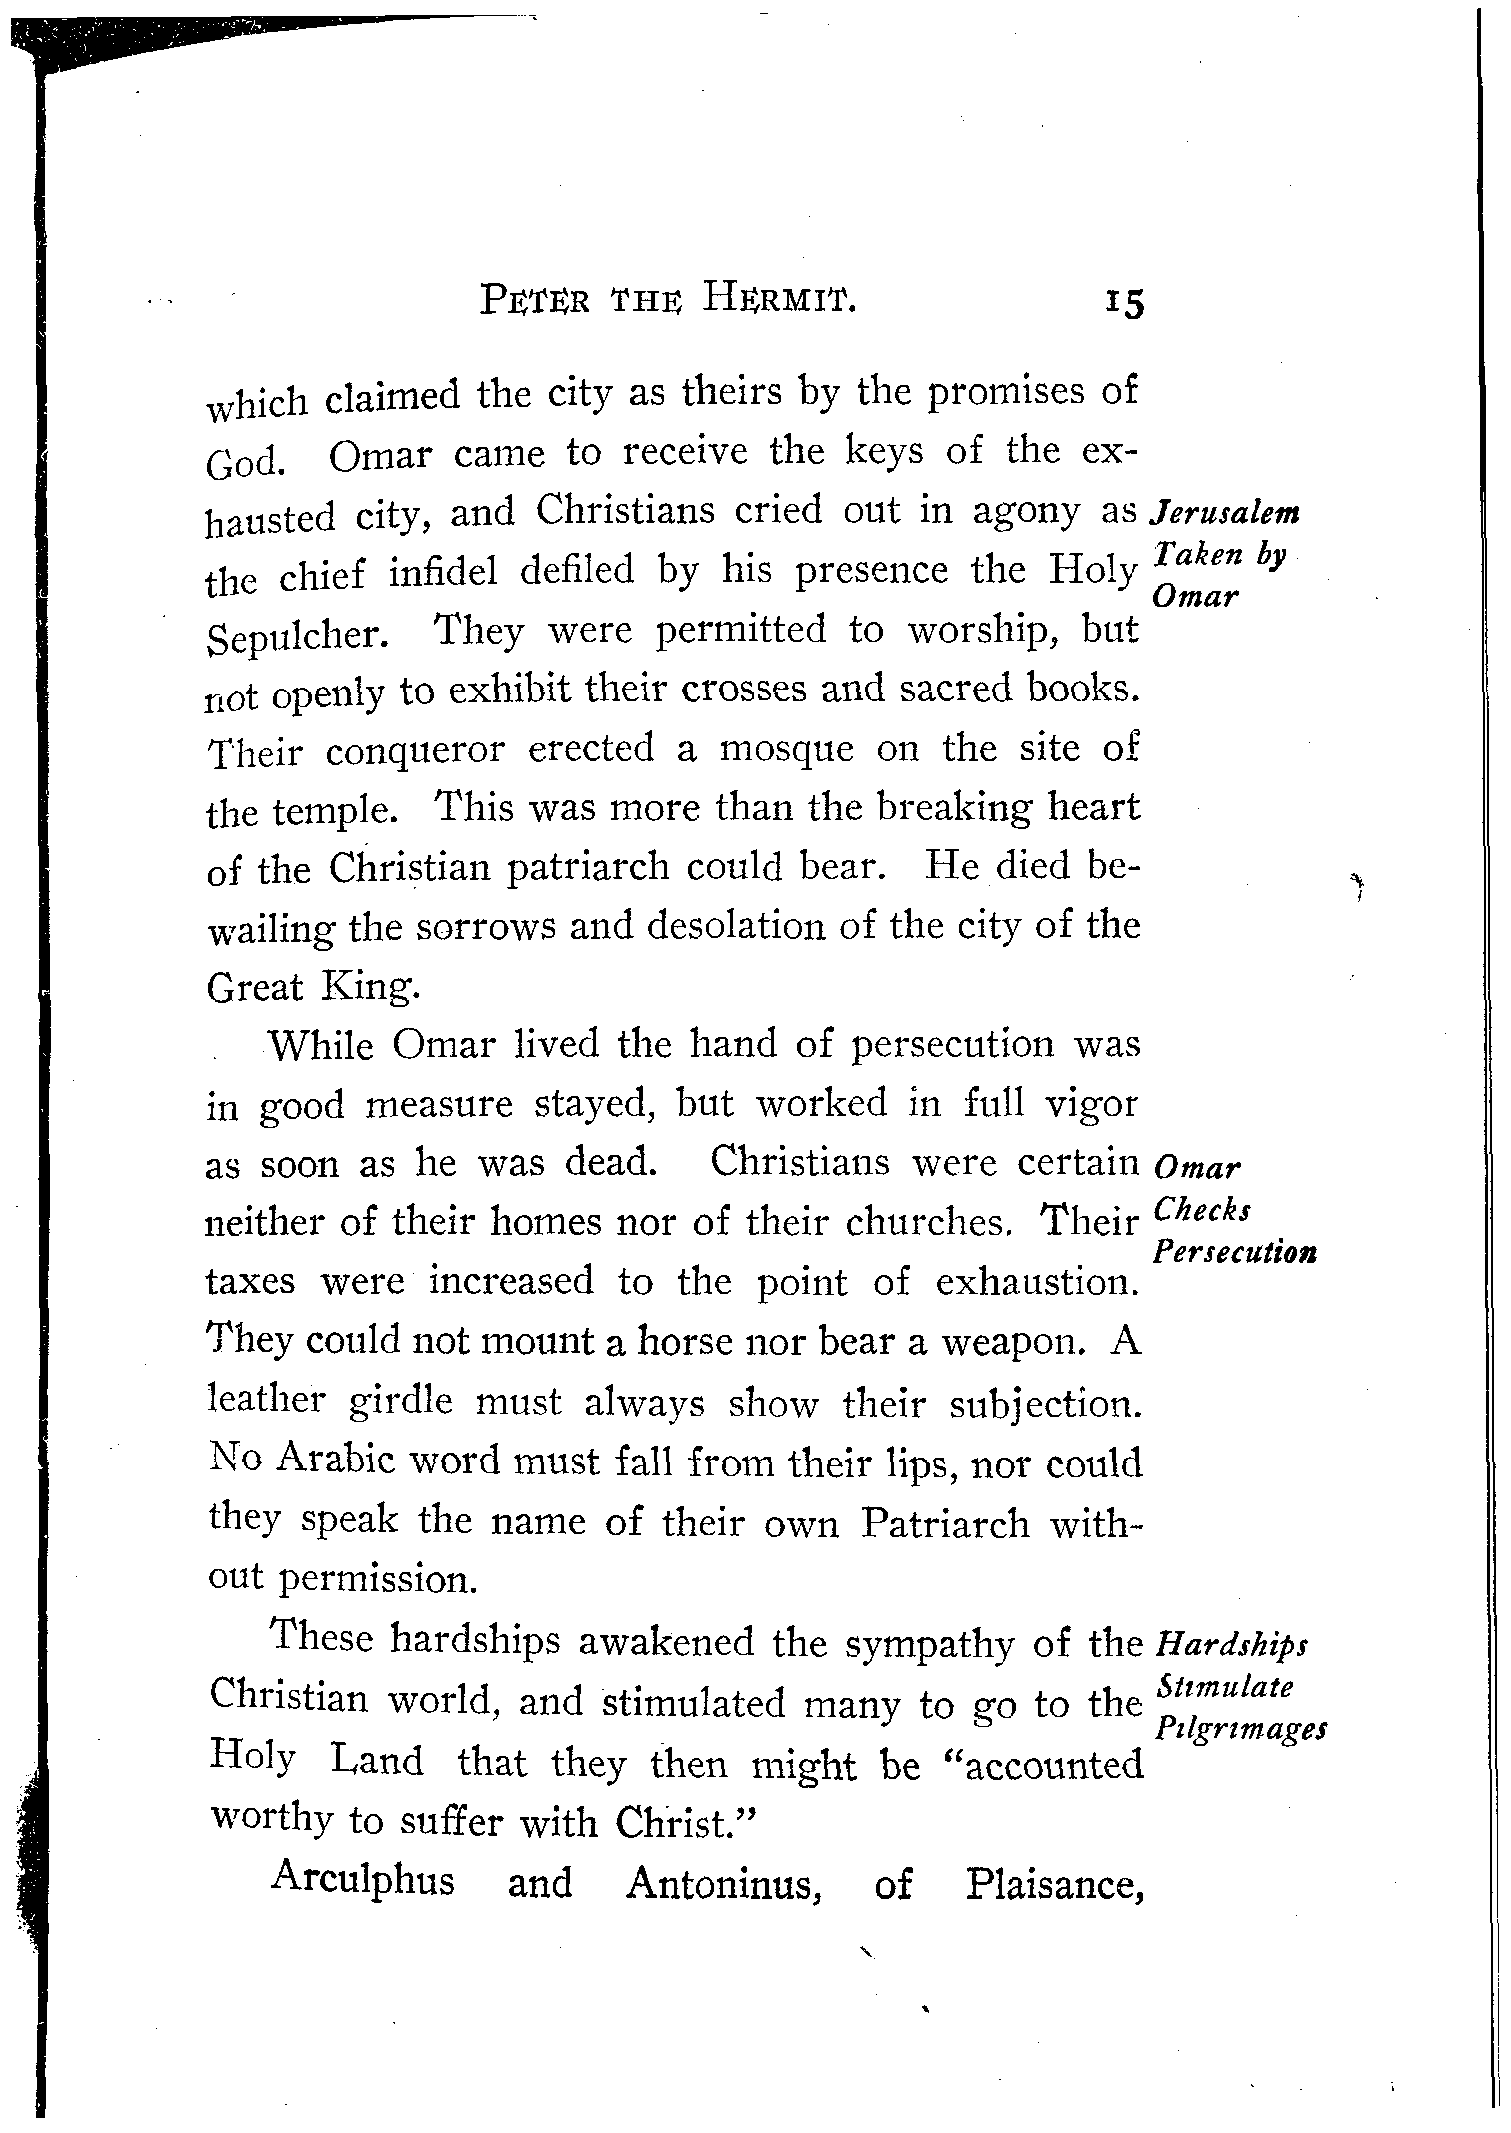 PETER THE HERMIT. 15
which claimed the city as theirs by the promises of
God. Omar came to receive the keys of the ex-
hausted city, and Christians cried out in agony as
the chief infidel defiled by his presence the Holy
Sepulcher. They were permitted to worship, but
not openly to exhibit their crosses and sacred books.
Their conqueror erected a mosque on the site of
the temple. This was more than the breaking heart
of the Christian patriarch could bear. He died be-
wailing the sorrows and desolation of the city of the
Great King.
Jerusalem
Taken by
Omar
While Omar lived the hand of persecution was
in good measure stayed, but worked in full vigor
as soon as he was dead. Christians were certain
neither of their homes nor of their churches. Their
taxes were increased to the point of exhaustion.
They could not mount a horse nor bear a weapon. A
leather girdle must always show their subjection.
No Arabic word must fall from their lips, nor could
they speak the name of their own Patriarch with-
out permission.
Omar
Checks
Persecution
These hardships awakened the sympathy of the
Christian world, and stimulated many to go to the
Holy Land that they then might be "accounted
worthy to suffer with Christ."
Hardships
Stimulate
Pilgrimages
Arculphus and Antoninus, of Plaisance,